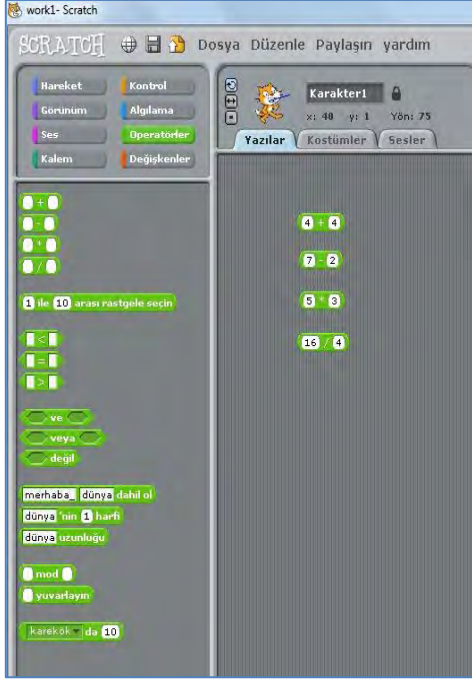 work1- Scratch
SCRATCH Dosya Düzenle Paylaşın yardım
Hareket Kontrol
Görünüm Algılama
Ses Operatörler
Kalem Değişkenler
Karakter1
x: 40 y: 1 Yön: 75
Yazılar Kostümler Sesler
+
-
*
/
1 ile 10 arası rastgele seçin
<
=
>
ve
veya
değil
merhaba_ dünya dahil ol
dünya 'nin 1 harfi
dünya uzunluğu
mod
yuvarlayın
karekök da 10
4 + 4
7 - 2
5 * 3
16 / 4